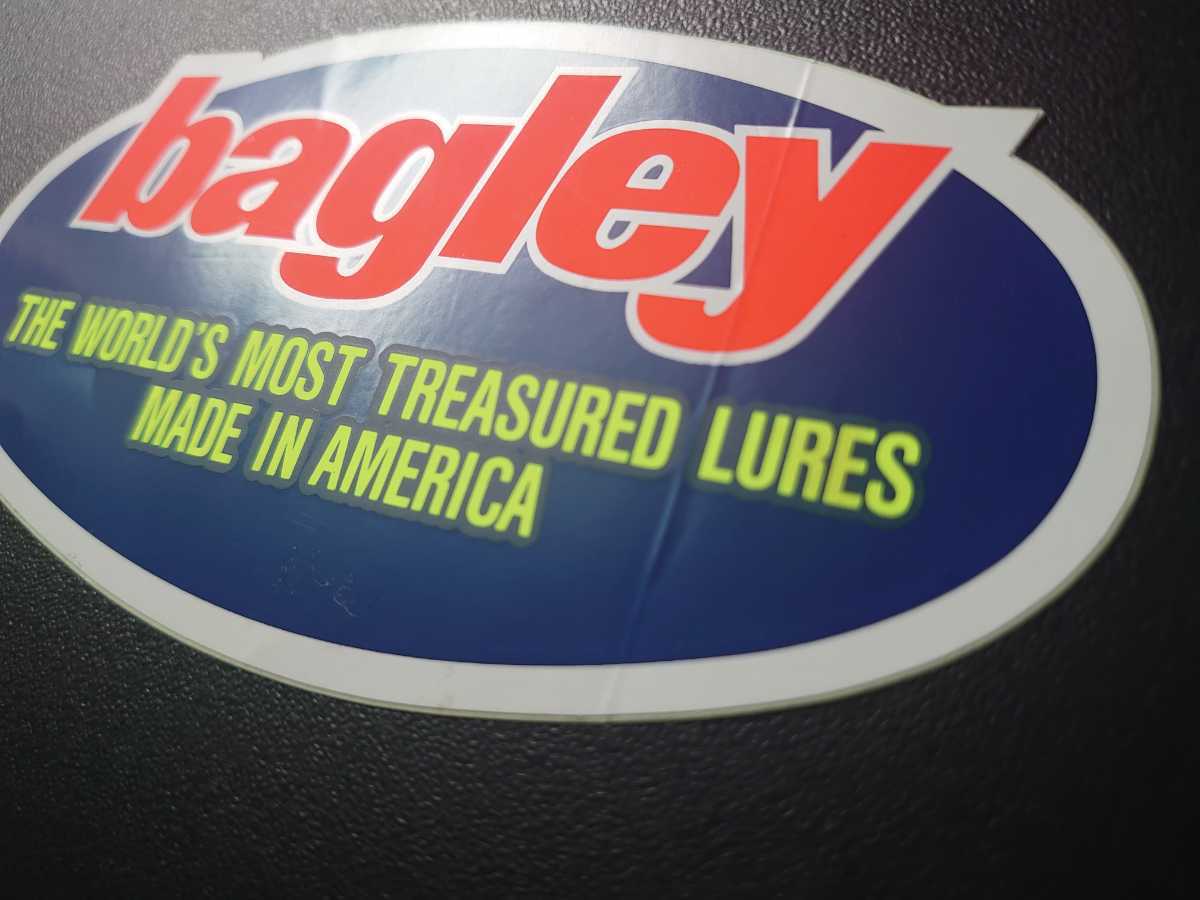 bagley
THE WORLD'S MOST TREASURED LURES
MADE IN AMERICA